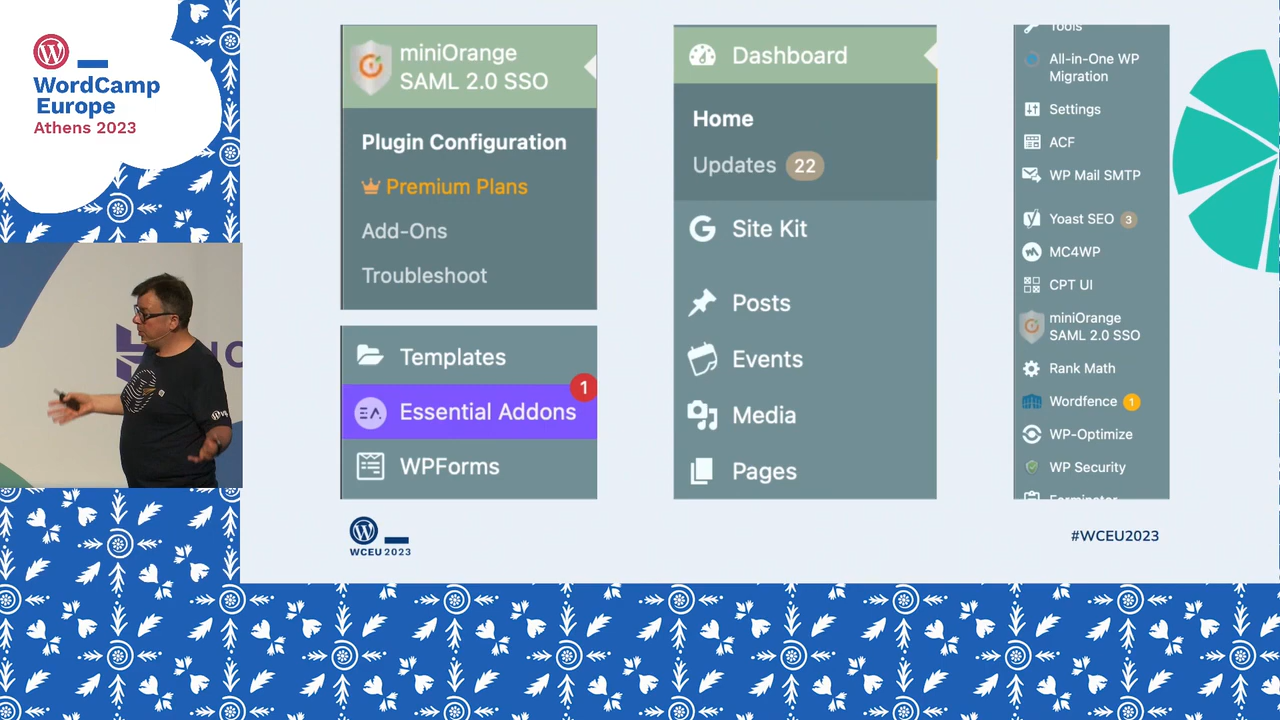 WordCamp
Europe
Athens 2023
miniOrange
SAML 2.0 SSO
Plugin Configuration
Premium Plans
Add-Ons
Troubleshoot
Templates
1
EA Essential Addons
WPForms
Dashboard
Home
Updates 22
Site Kit
Posts
Events
Media
Pages
Tools
All-in-One WP
Migration
Settings
ACF
WP Mail SMTP
Yoast SEO 3
MC4WP
CPT UI
miniOrange
SAML 2.0 SSO
Rank Math
Wordfence 1
WP-Optimize
WP Security
Forminator
WCEU 2023
#WCEU2023